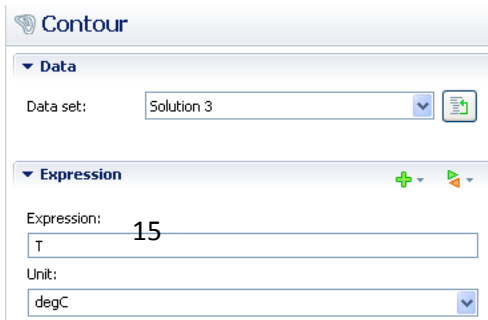 Contour
Data
Data set:
Solution 3
Expression
Expression:
15
T
Unit:
degC